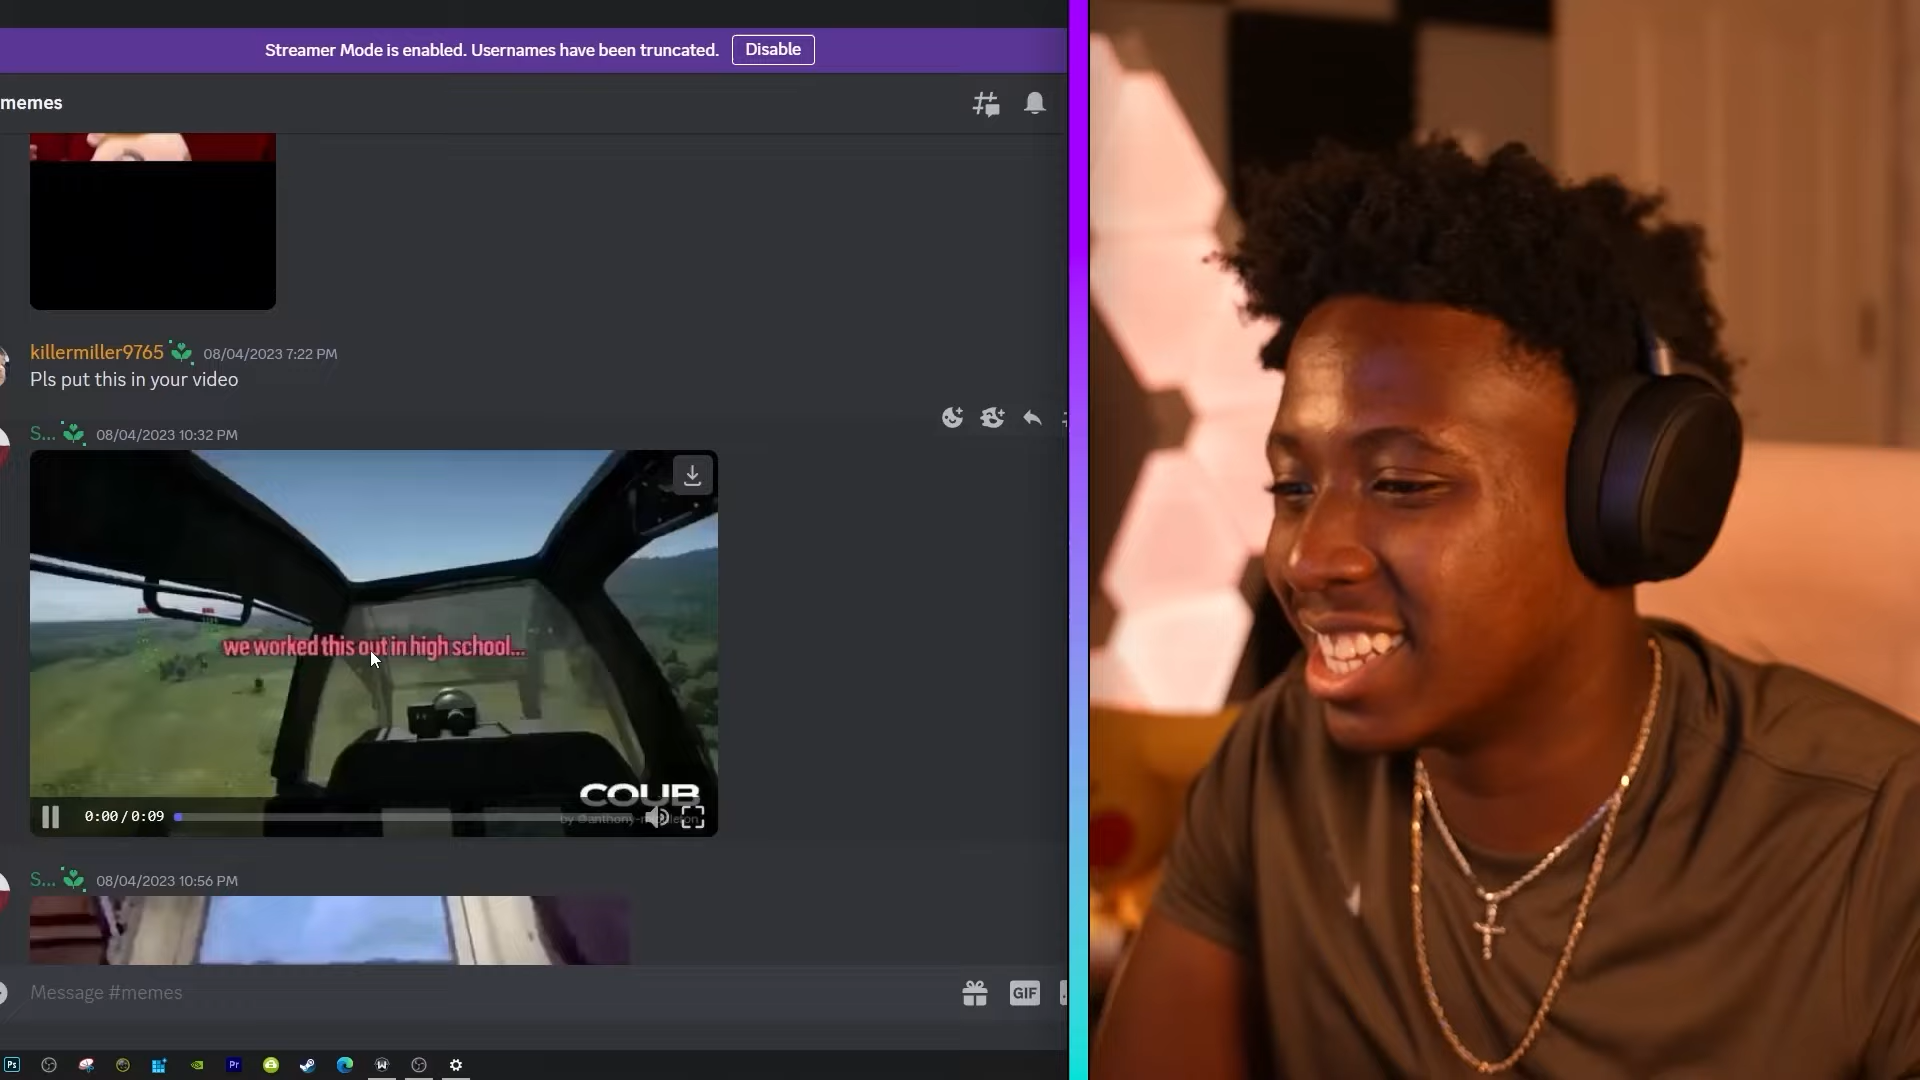 Streamer Mode is enabled. Usernames have been truncated. Disable
memes
killermiller9765 08/04/2023 7:22 PM
Pls put this in your video
S... 08/04/2023 10:32 PM
we worked this out in high school...
COUB
0:00 / 0:09
S... 08/04/2023 10:56 PM
Message #memes
GIF
Ps
Pr